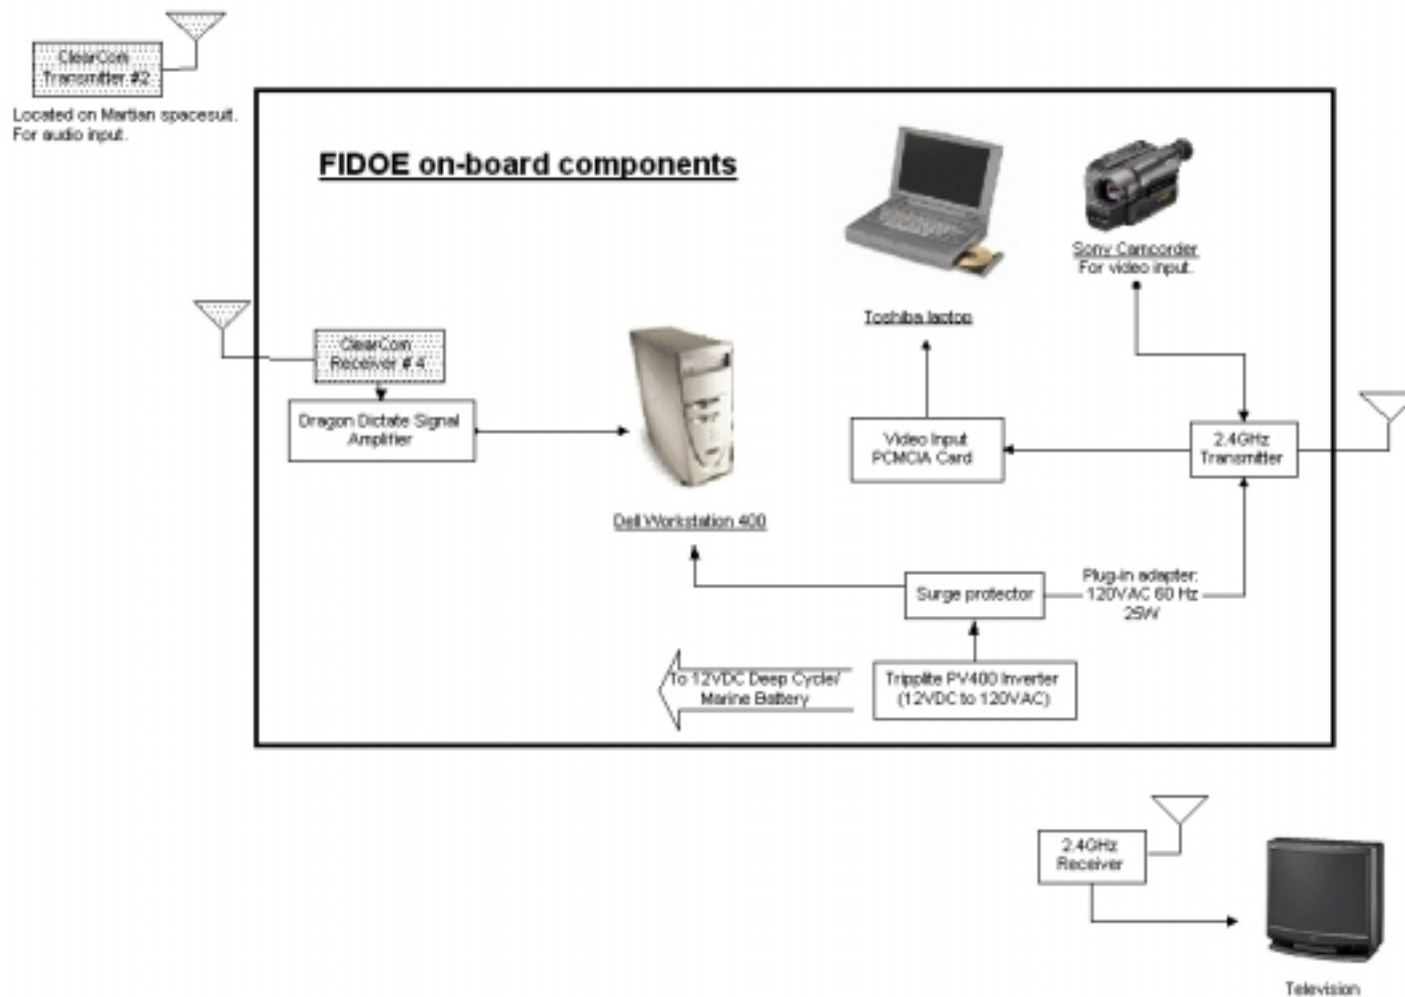 ClearCom
Transmitter #2
Located on Martian spacesuit.
For audio input.
FIDOE on-board components
Sony Camcorder
For video input.
Toshiba laptop
ClearCom
Receiver # 4
Dragon Dictate Signal
Amplifier
Video Input
PCMCIA Card
2.4GHz
Transmitter
Dell Workstation 400
Surge protector
Plug-in adapter:
120VAC 60 Hz
25W
To 12VDC Deep Cycle/
Marine Battery
Tripplite PV400 Inverter
(12VDC to 120VAC)
2.4GHz
Receiver
Television